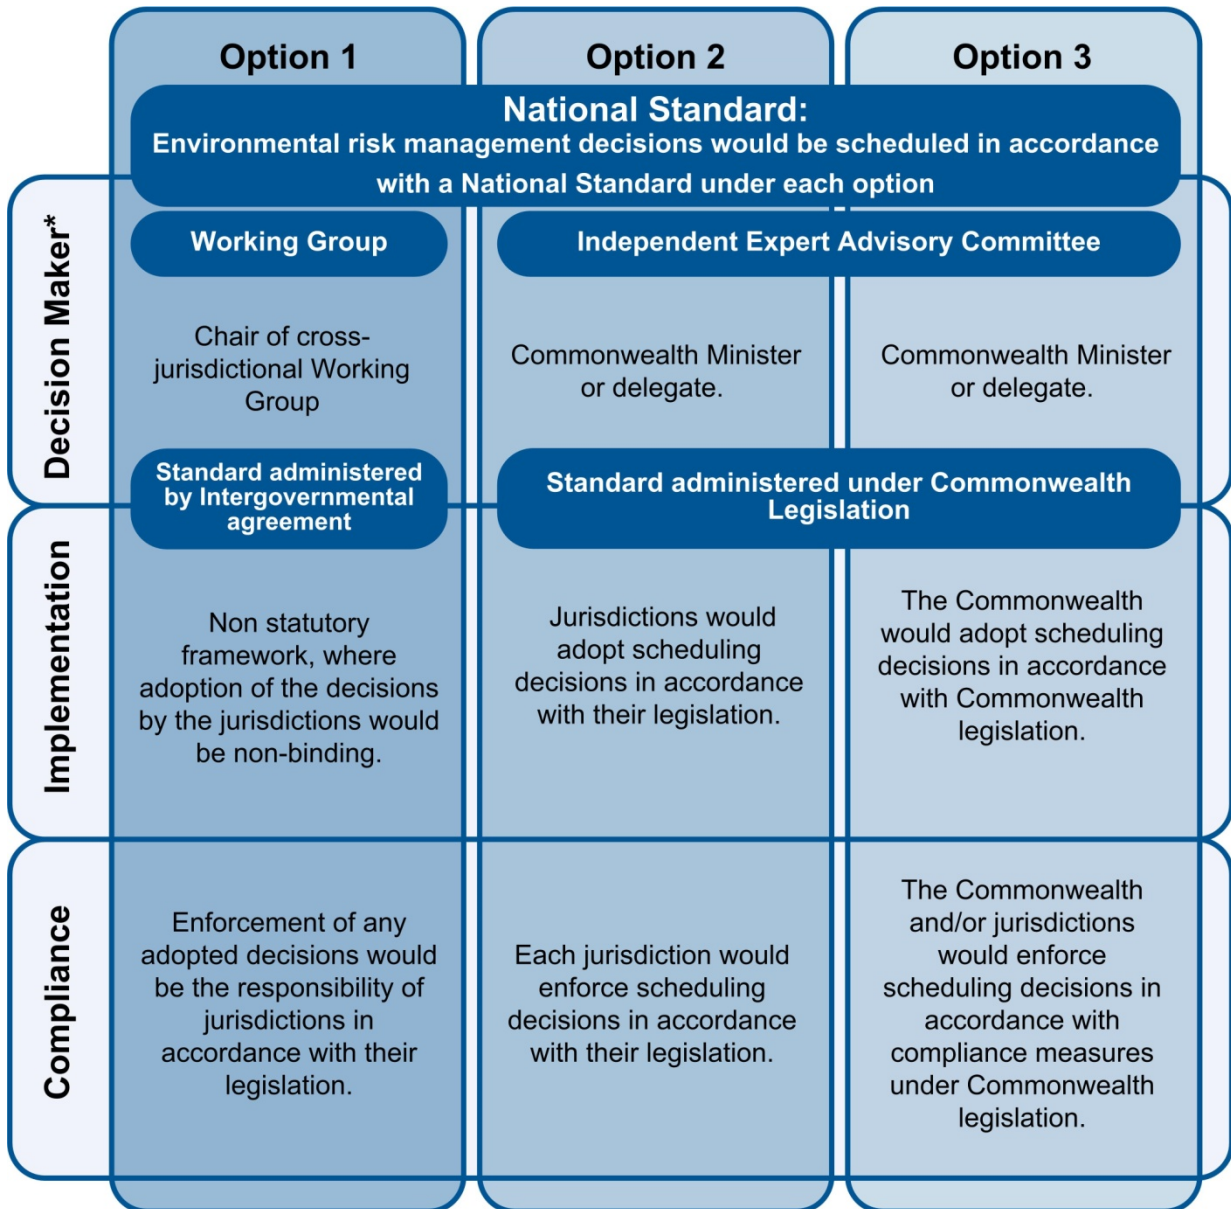 Option 1
Option 2
Option 3
National Standard:
Environmental risk management decisions would be scheduled in accordance
with a National Standard under each option
Decision Maker*
Working Group
Independent Expert Advisory Committee
Chair of cross-
jurisdictional Working
Group
Commonwealth Minister
or delegate.
Commonwealth Minister
or delegate.
Standard administered
by Intergovernmental
agreement
Standard administered under Commonwealth
Legislation
Implementation
Non statutory
framework, where
adoption of the decisions
by the jurisdictions would
be non-binding.
Jurisdictions would
adopt scheduling
decisions in accordance
with their legislation.
The Commonwealth
would adopt scheduling
decisions in accordance
with Commonwealth
legislation.
Compliance
Enforcement of any
adopted decisions would
be the responsibility of
jurisdictions in
accordance with their
legislation.
Each jurisdiction would
enforce scheduling
decisions in accordance
with their legislation.
The Commonwealth
and/or jurisdictions
would enforce
scheduling decisions in
accordance with
compliance measures
under Commonwealth
legislation.